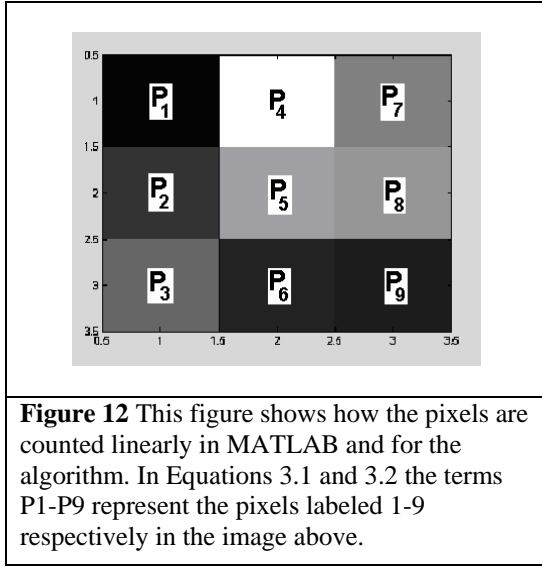 0.5
1
1.5
2
2.5
3
3.5
P1 P4 P7
P2 P5 P8
P3 P6 P9
0.5 1 1.5 2 2.5 3 3.5
Figure 12 This figure shows how the pixels are
counted linearly in MATLAB and for the
algorithm. In Equations 3.1 and 3.2 the terms
P1-P9 represent the pixels labeled 1-9
respectively in the image above.